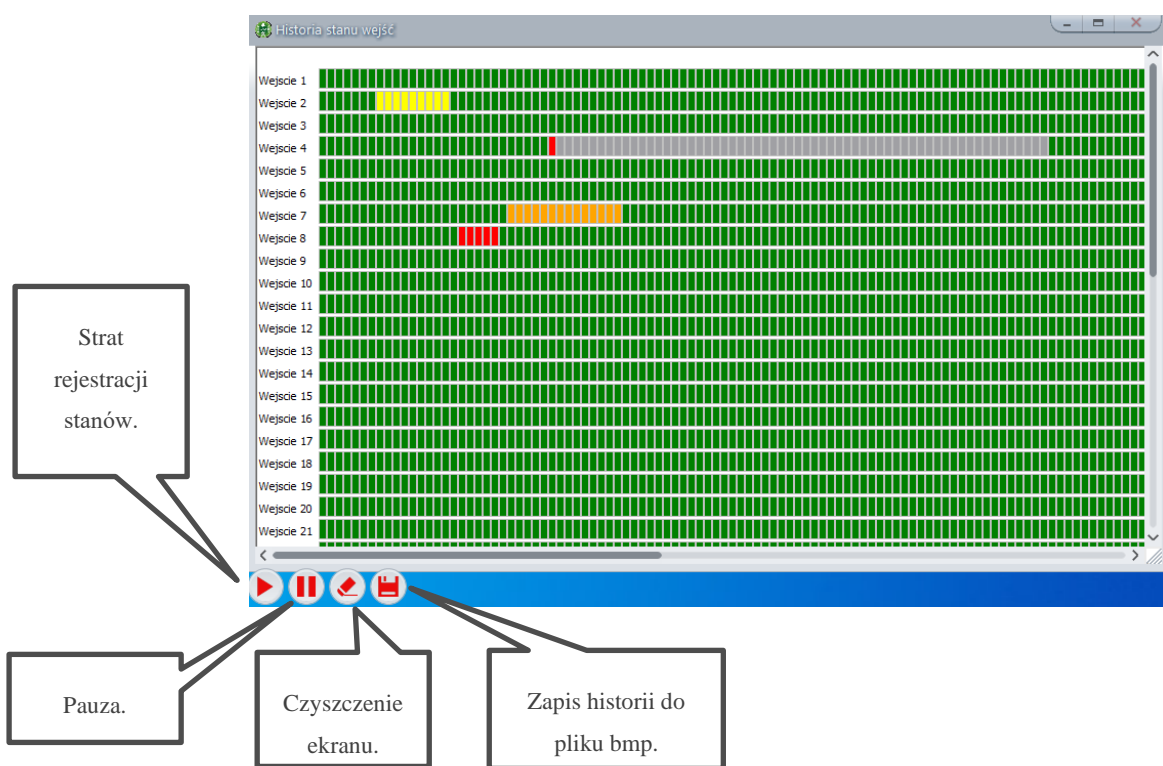 Historia stanu wejść
Wejscie 1
Wejscie 2
Wejscie 3
Wejscie 4
Wejscie 5
Wejscie 6
Wejscie 7
Wejscie 8
Wejscie 9
Wejscie 10
Wejscie 11
Wejscie 12
Wejscie 13
Wejscie 14
Wejscie 15
Wejscie 16
Wejscie 17
Wejscie 18
Wejscie 19
Wejscie 20
Wejscie 21
Strat
rejestracji
stanów.
Pauza.
Czyszczenie
ekranu.
Zapis historii do
pliku bmp.